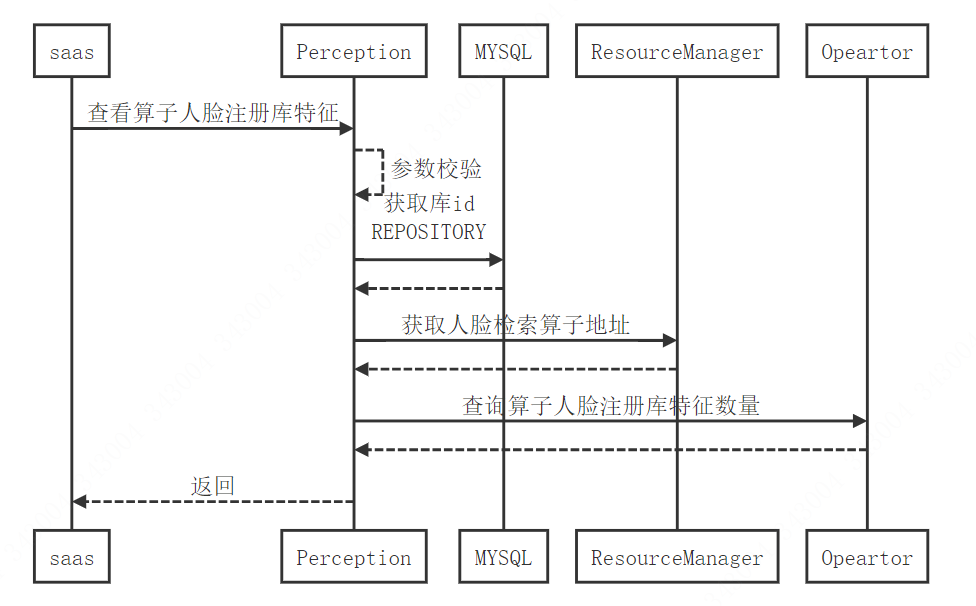 saas
Perception
MYSQL
ResourceManager
Opeartor
查看算子人脸注册库特征
参数校验
获取库id
REPOSITORY
获取人脸检索算子地址
查询算子人脸注册库特征数量
返回
saas
Perception
MYSQL
ResourceManager
Opeartor